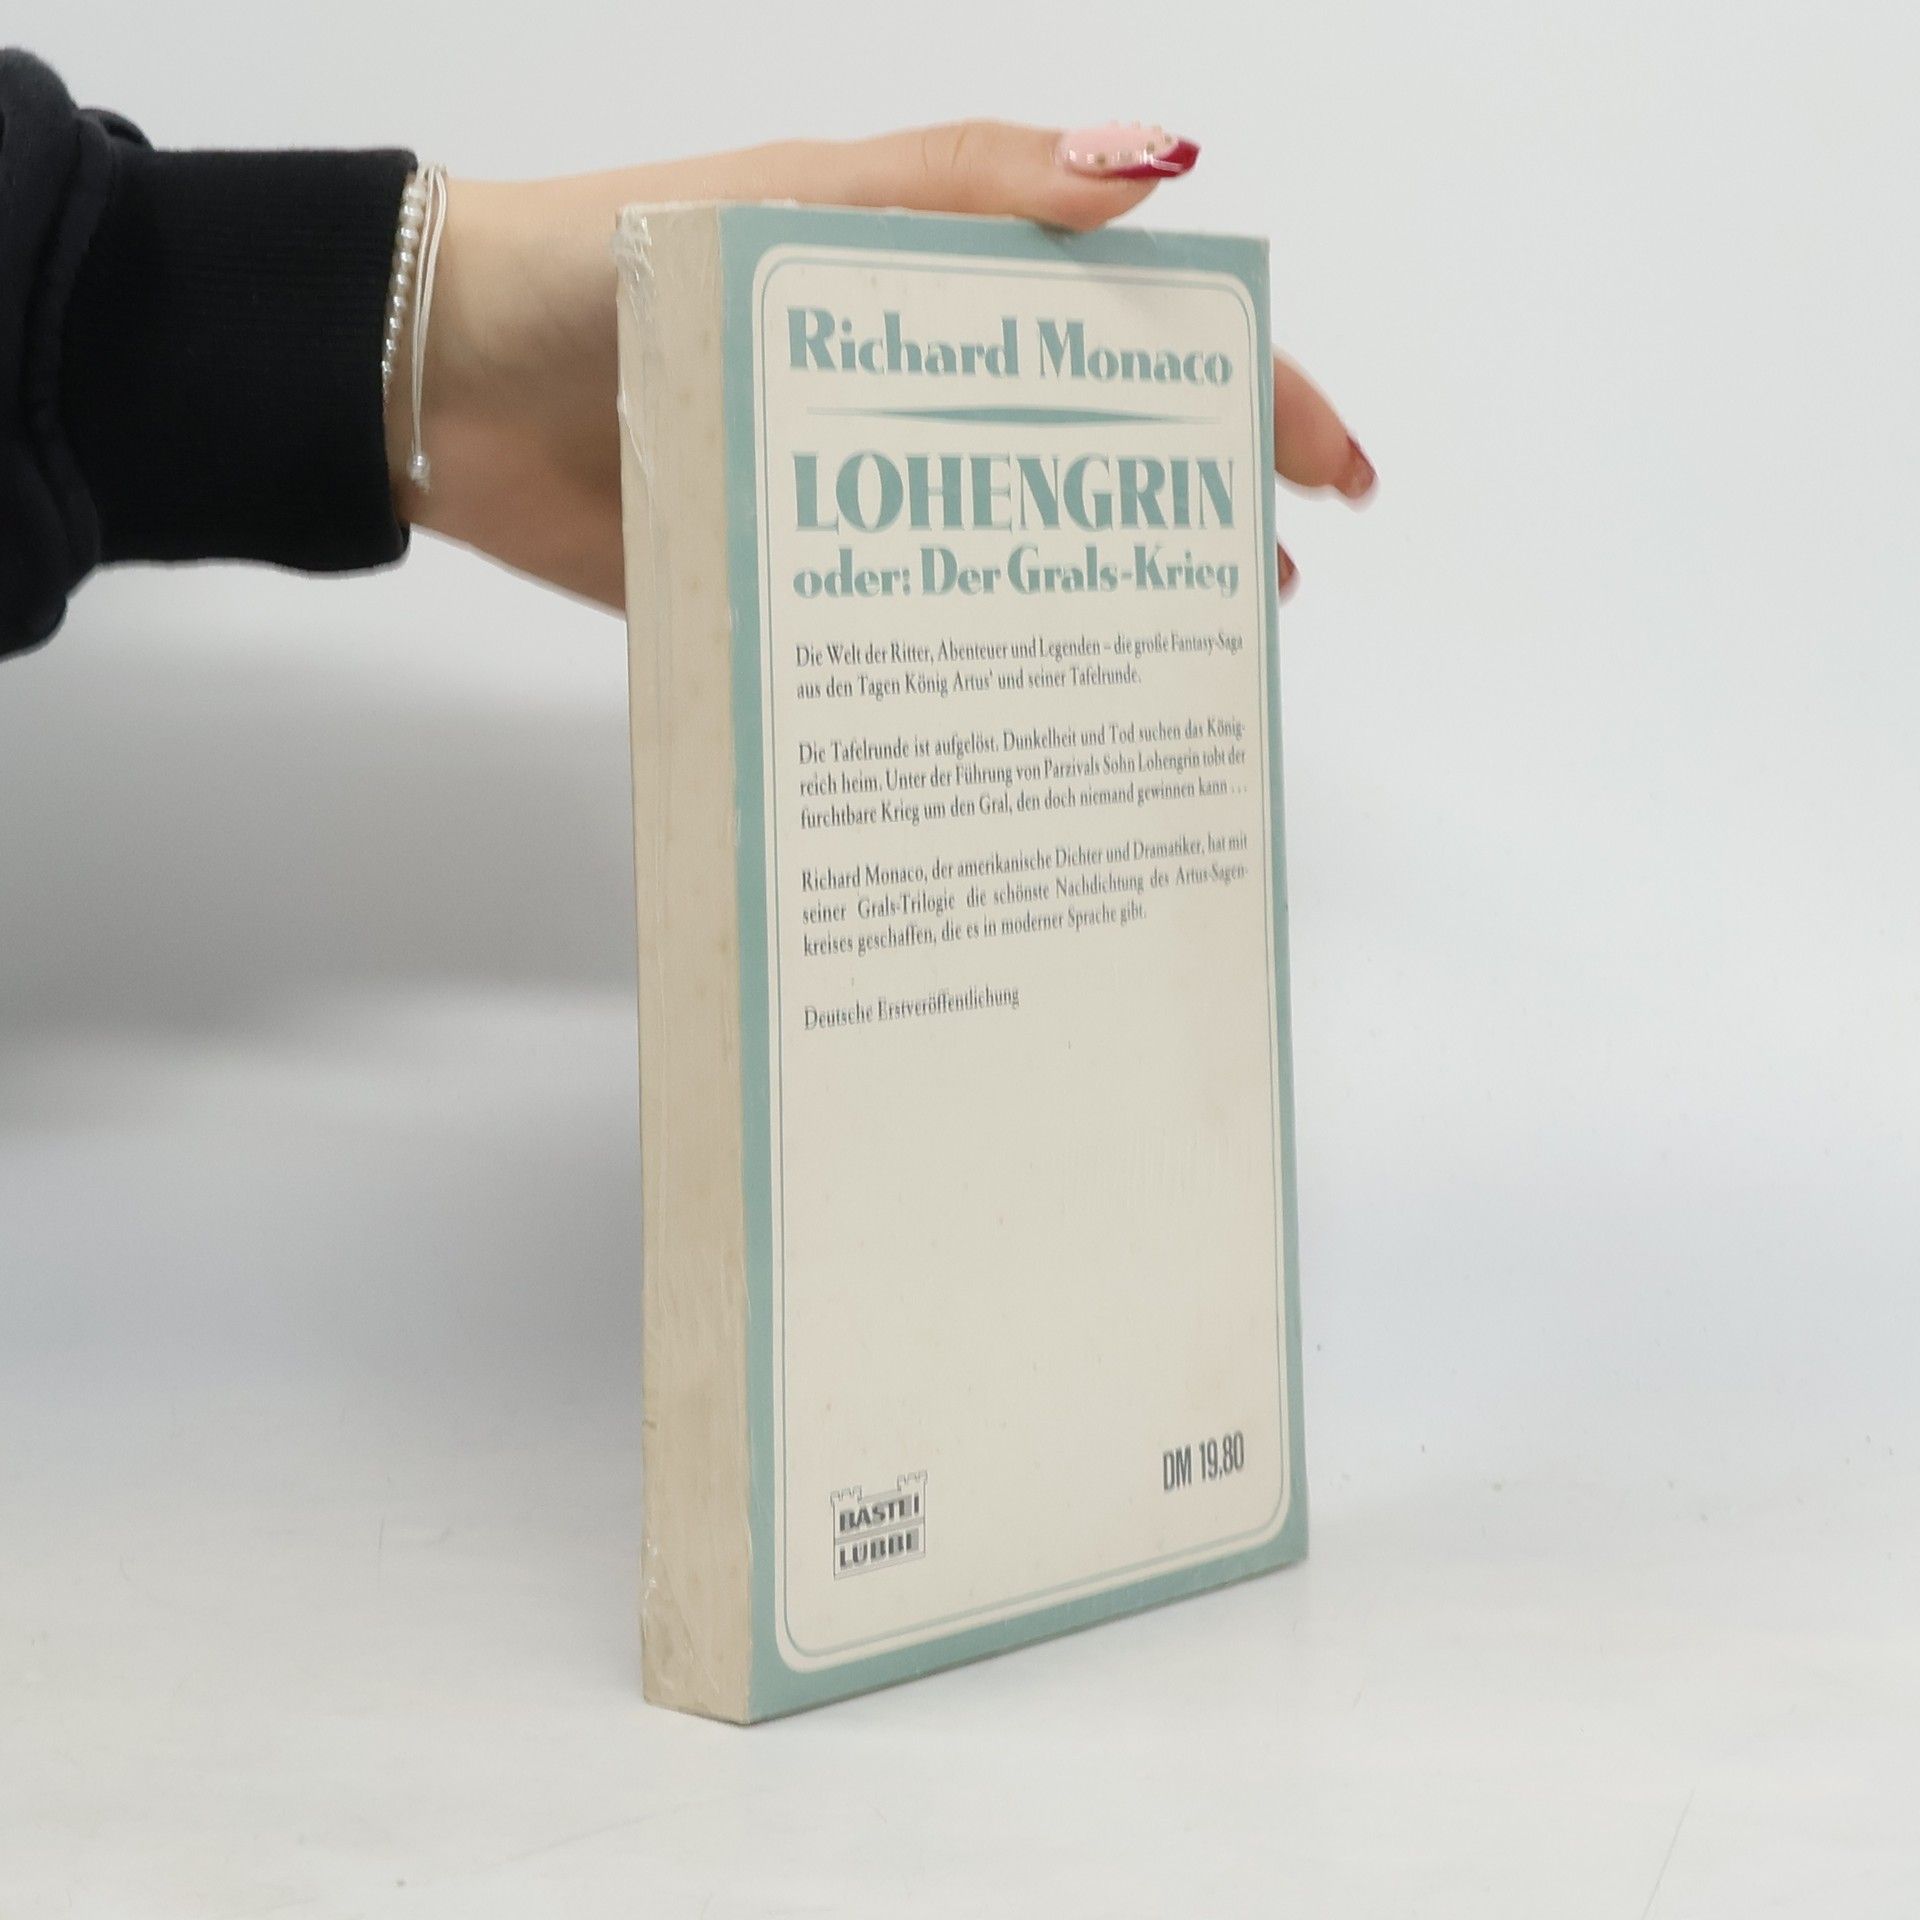 Richard Monaco
LOHENGRIN
oder: Der Grals-Krieg
Die Welt der Ritter, Abenteuer und Legenden – die große Fantasy-Saga
aus den Tagen König Artus' und seiner Tafelrunde.
Die Tafelrunde ist aufgelöst. Dunkelheit und Tod suchen das König-
reich heim. Unter der Führung von Parzivals Sohn Lohengrin tobt der
furchtbare Krieg um den Gral, den doch niemand gewinnen kann ...
Richard Monaco, der amerikanische Dichter und Dramatiker, hat mit
seiner Grals-Trilogie die schönste Nachdichtung des Artus-Sagen-
kreises geschaffen, die es in moderner Sprache gibt.
Deutsche Erstveröffentlichung
DM 19.80
BASTEI
LÜBBE